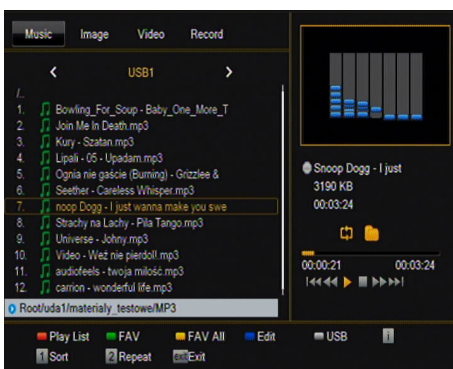 Music Image Video Record
USB1
/..
1. Bowling_For_Soup - Baby_One_More_T
2. Join Me In Death.mp3
3. Kury - Szatan.mp3
4. Lipali - 05 - Upadam.mp3
5. Ognia nie gaście (Burning) - Grizzlee &
6. Seether - Careless Whisper.mp3
7. noop Dogg - I just wanna make you swe
8. Strachy na Lachy - Pila Tango.mp3
9. Universe - Johny.mp3
10. Video - Weź nie pierdol!.mp3
11. audiofeels - twoja miłość.mp3
12. carrion - wonderful life.mp3
Root/uda1/materialy_testowe/MP3
Snoop Dogg - I just
3190 KB
00:03:24
00:00:21 00:03:24
Play List FAV FAV All Edit USB i
1 Sort 2 Repeat exit Exit